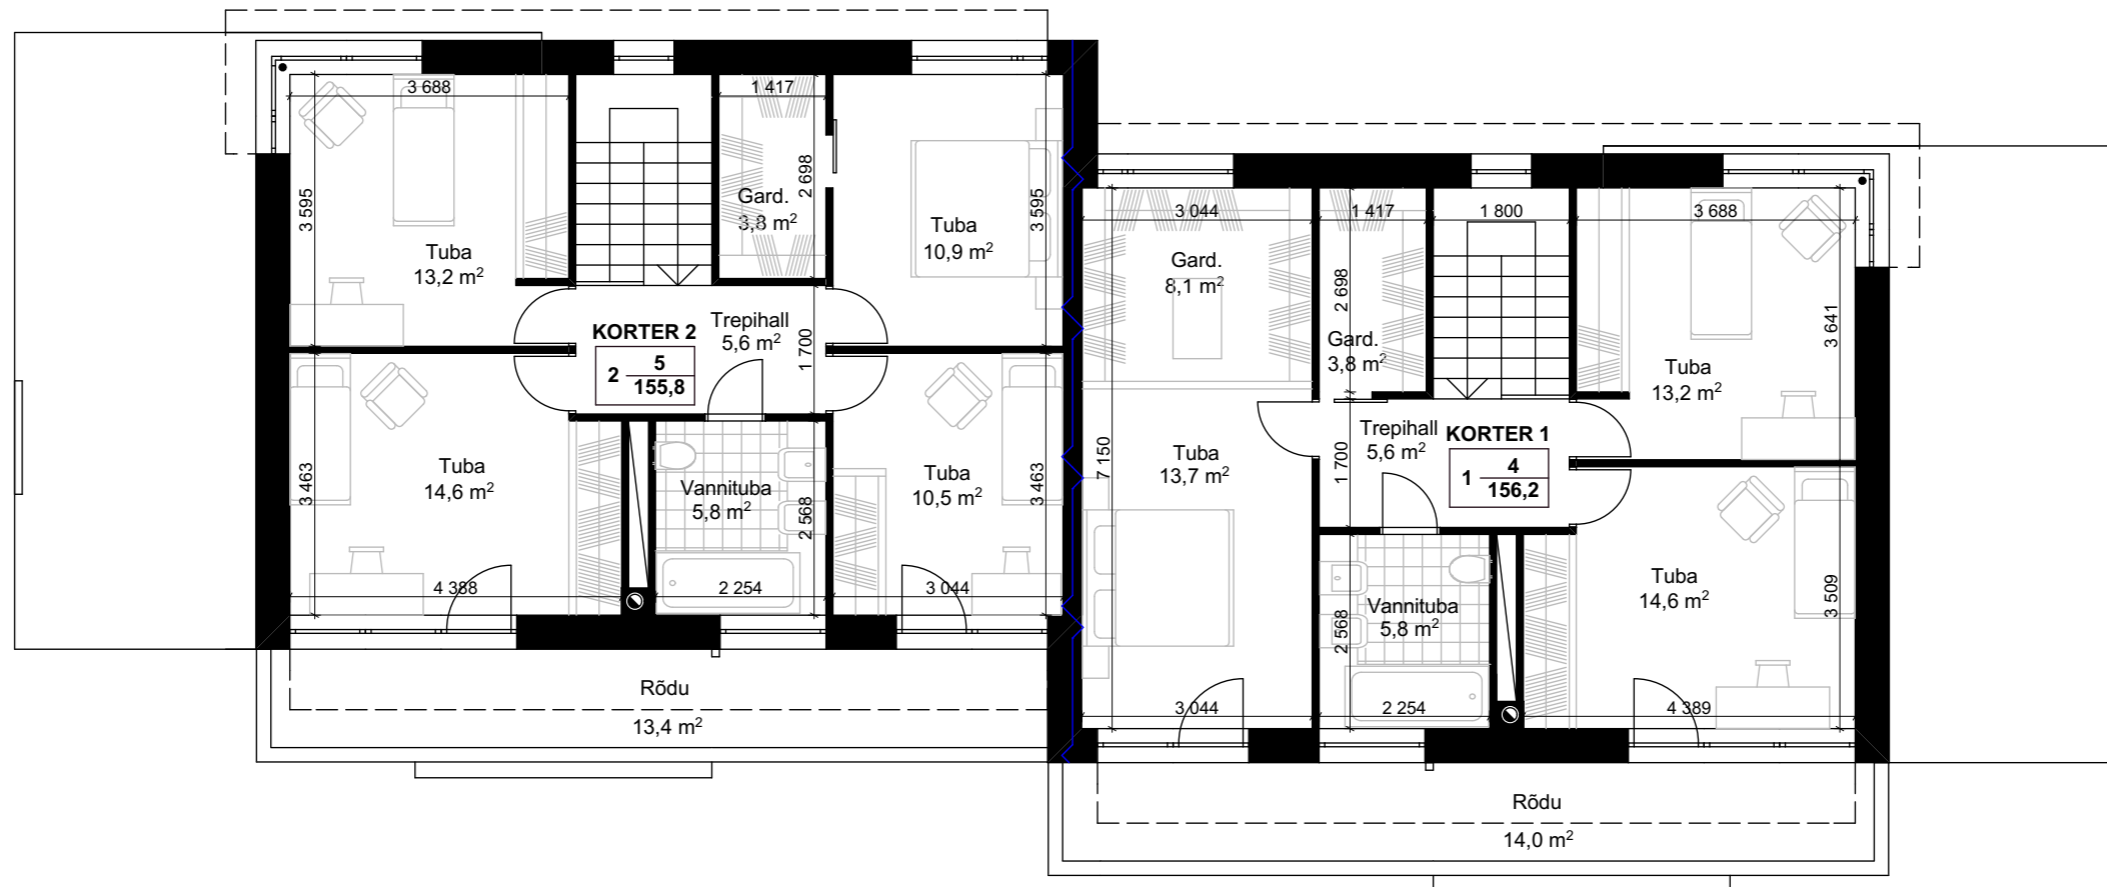 3 688
1 417
3 595
2 698
3 595
Gard.
3,8 m²
Tuba
10,9 m²
Tuba
13,2 m²
KORTER 2
2 5
155,8
Trepihall
5,6 m²
1 700
Tuba
14,6 m²
3 463
Vannituba
5,8 m²
2 568
Tuba
10,5 m²
3 463
4 388
2 254
3 044
Rõdu
13,4 m²
3 044
1 417
1 800
3 688
Gard.
8,1 m²
2 698
Gard.
3,8 m²
3 641
Tuba
13,2 m²
Trepihall
5,6 m²
KORTER 1
1 4
156,2
7 150
Tuba
13,7 m²
1 700
Tuba
14,6 m²
3 509
Vannituba
5,8 m²
2 568
3 044
2 254
4 389
Rõdu
14,0 m²